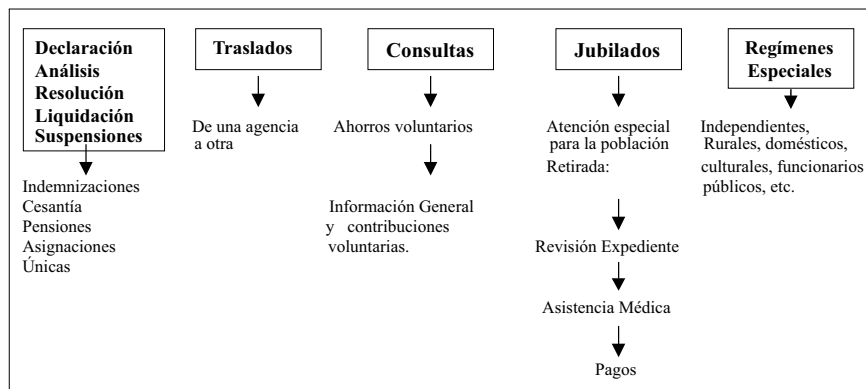 Declaración
Análisis
Resolución
Liquidación
Suspensiones
Indemnizaciones
Cesantía
Pensiones
Asignaciones
Únicas
Traslados
De una agencia
a otra
Consultas
Ahorros voluntarios
Información General
y contribuciones
voluntarias.
Jubilados
Atención especial
para la población
Retirada:
Revisión Expediente
Asistencia Médica
Pagos
Regímenes
Especiales
Independientes,
Rurales, domésticos,
culturales, funcionarios
públicos, etc.